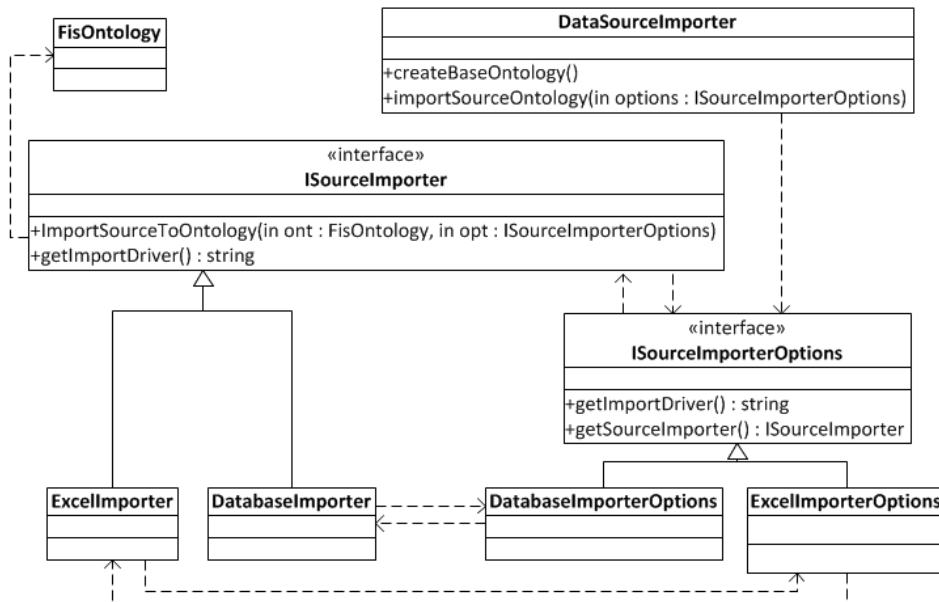 FisOntology
DataSourceImporter
+createBaseOntology()
+importSourceOntology(in options : ISourceImporterOptions)
«interface»
ISourceImporter
+ImportSourceToOntology(in ont : FisOntology, in opt : ISourceImporterOptions)
+getImportDriver() : string
«interface»
ISourceImporterOptions
+getImportDriver() : string
+getSourceImporter() : ISourceImporter
ExcelImporter
DatabaseImporter
DatabaseImporterOptions
ExcelImporterOptions